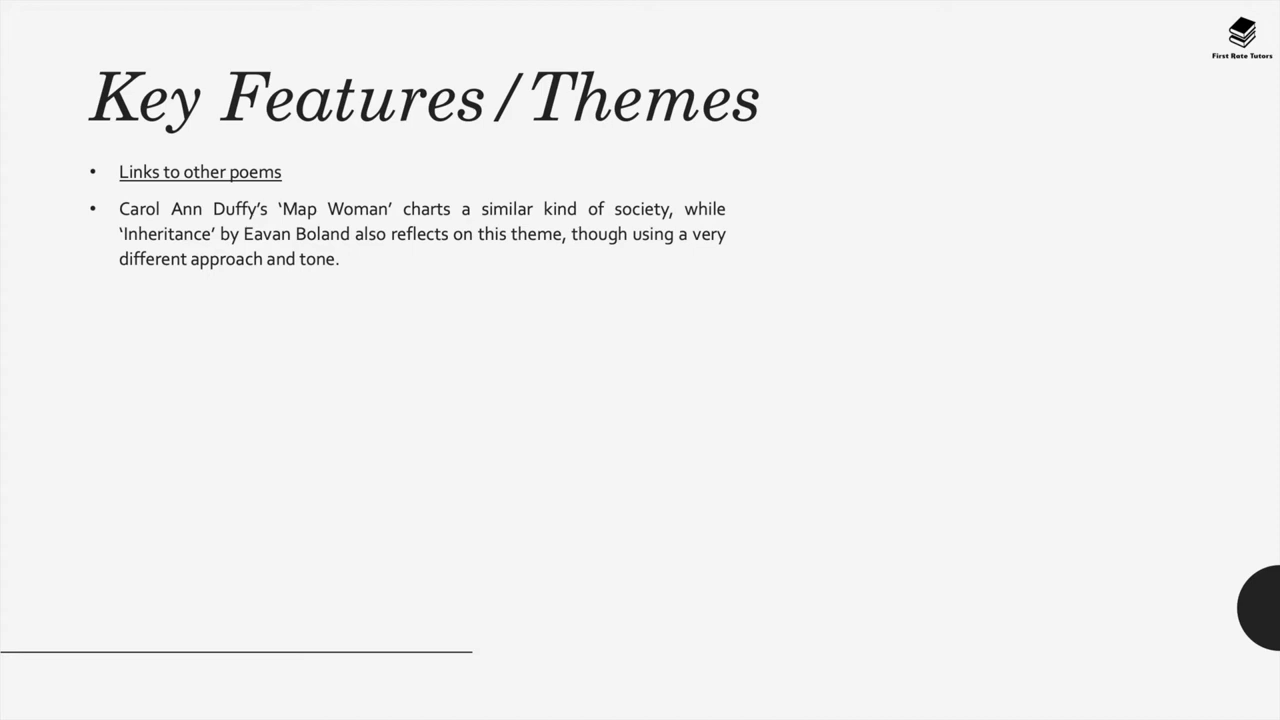 First Rate Tutors
Key Features/Themes
• Links to other poems
• Carol Ann Duffy’s ‘Map Woman’ charts a similar kind of society, while
‘Inheritance’ by Eavan Boland also reflects on this theme, though using a very
different approach and tone.